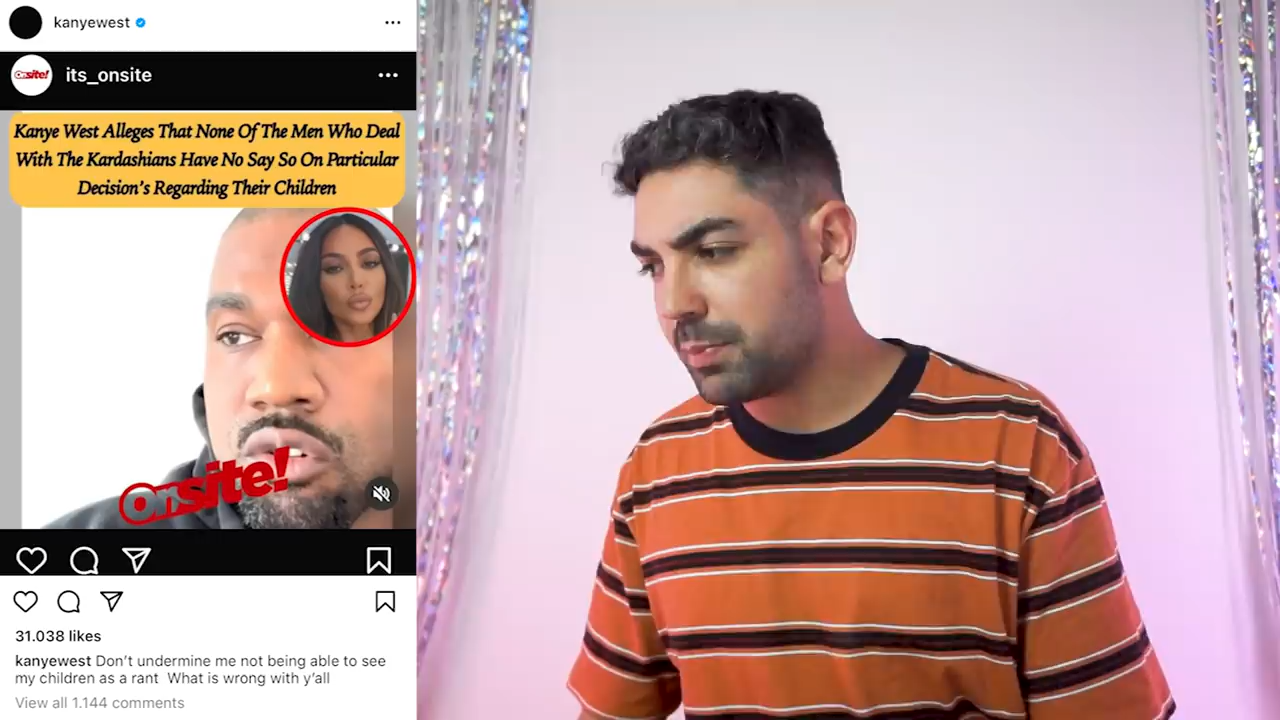 kanyewest
Onsite!
its_onsite
Kanye West Alleges That None Of The Men Who Deal
With The Kardashians Have No Say So On Particular
Decision's Regarding Their Children
Onsite!
31.038 likes
kanyewest Don't undermine me not being able to see
my children as a rant What is wrong with y'all
View all 1.144 comments